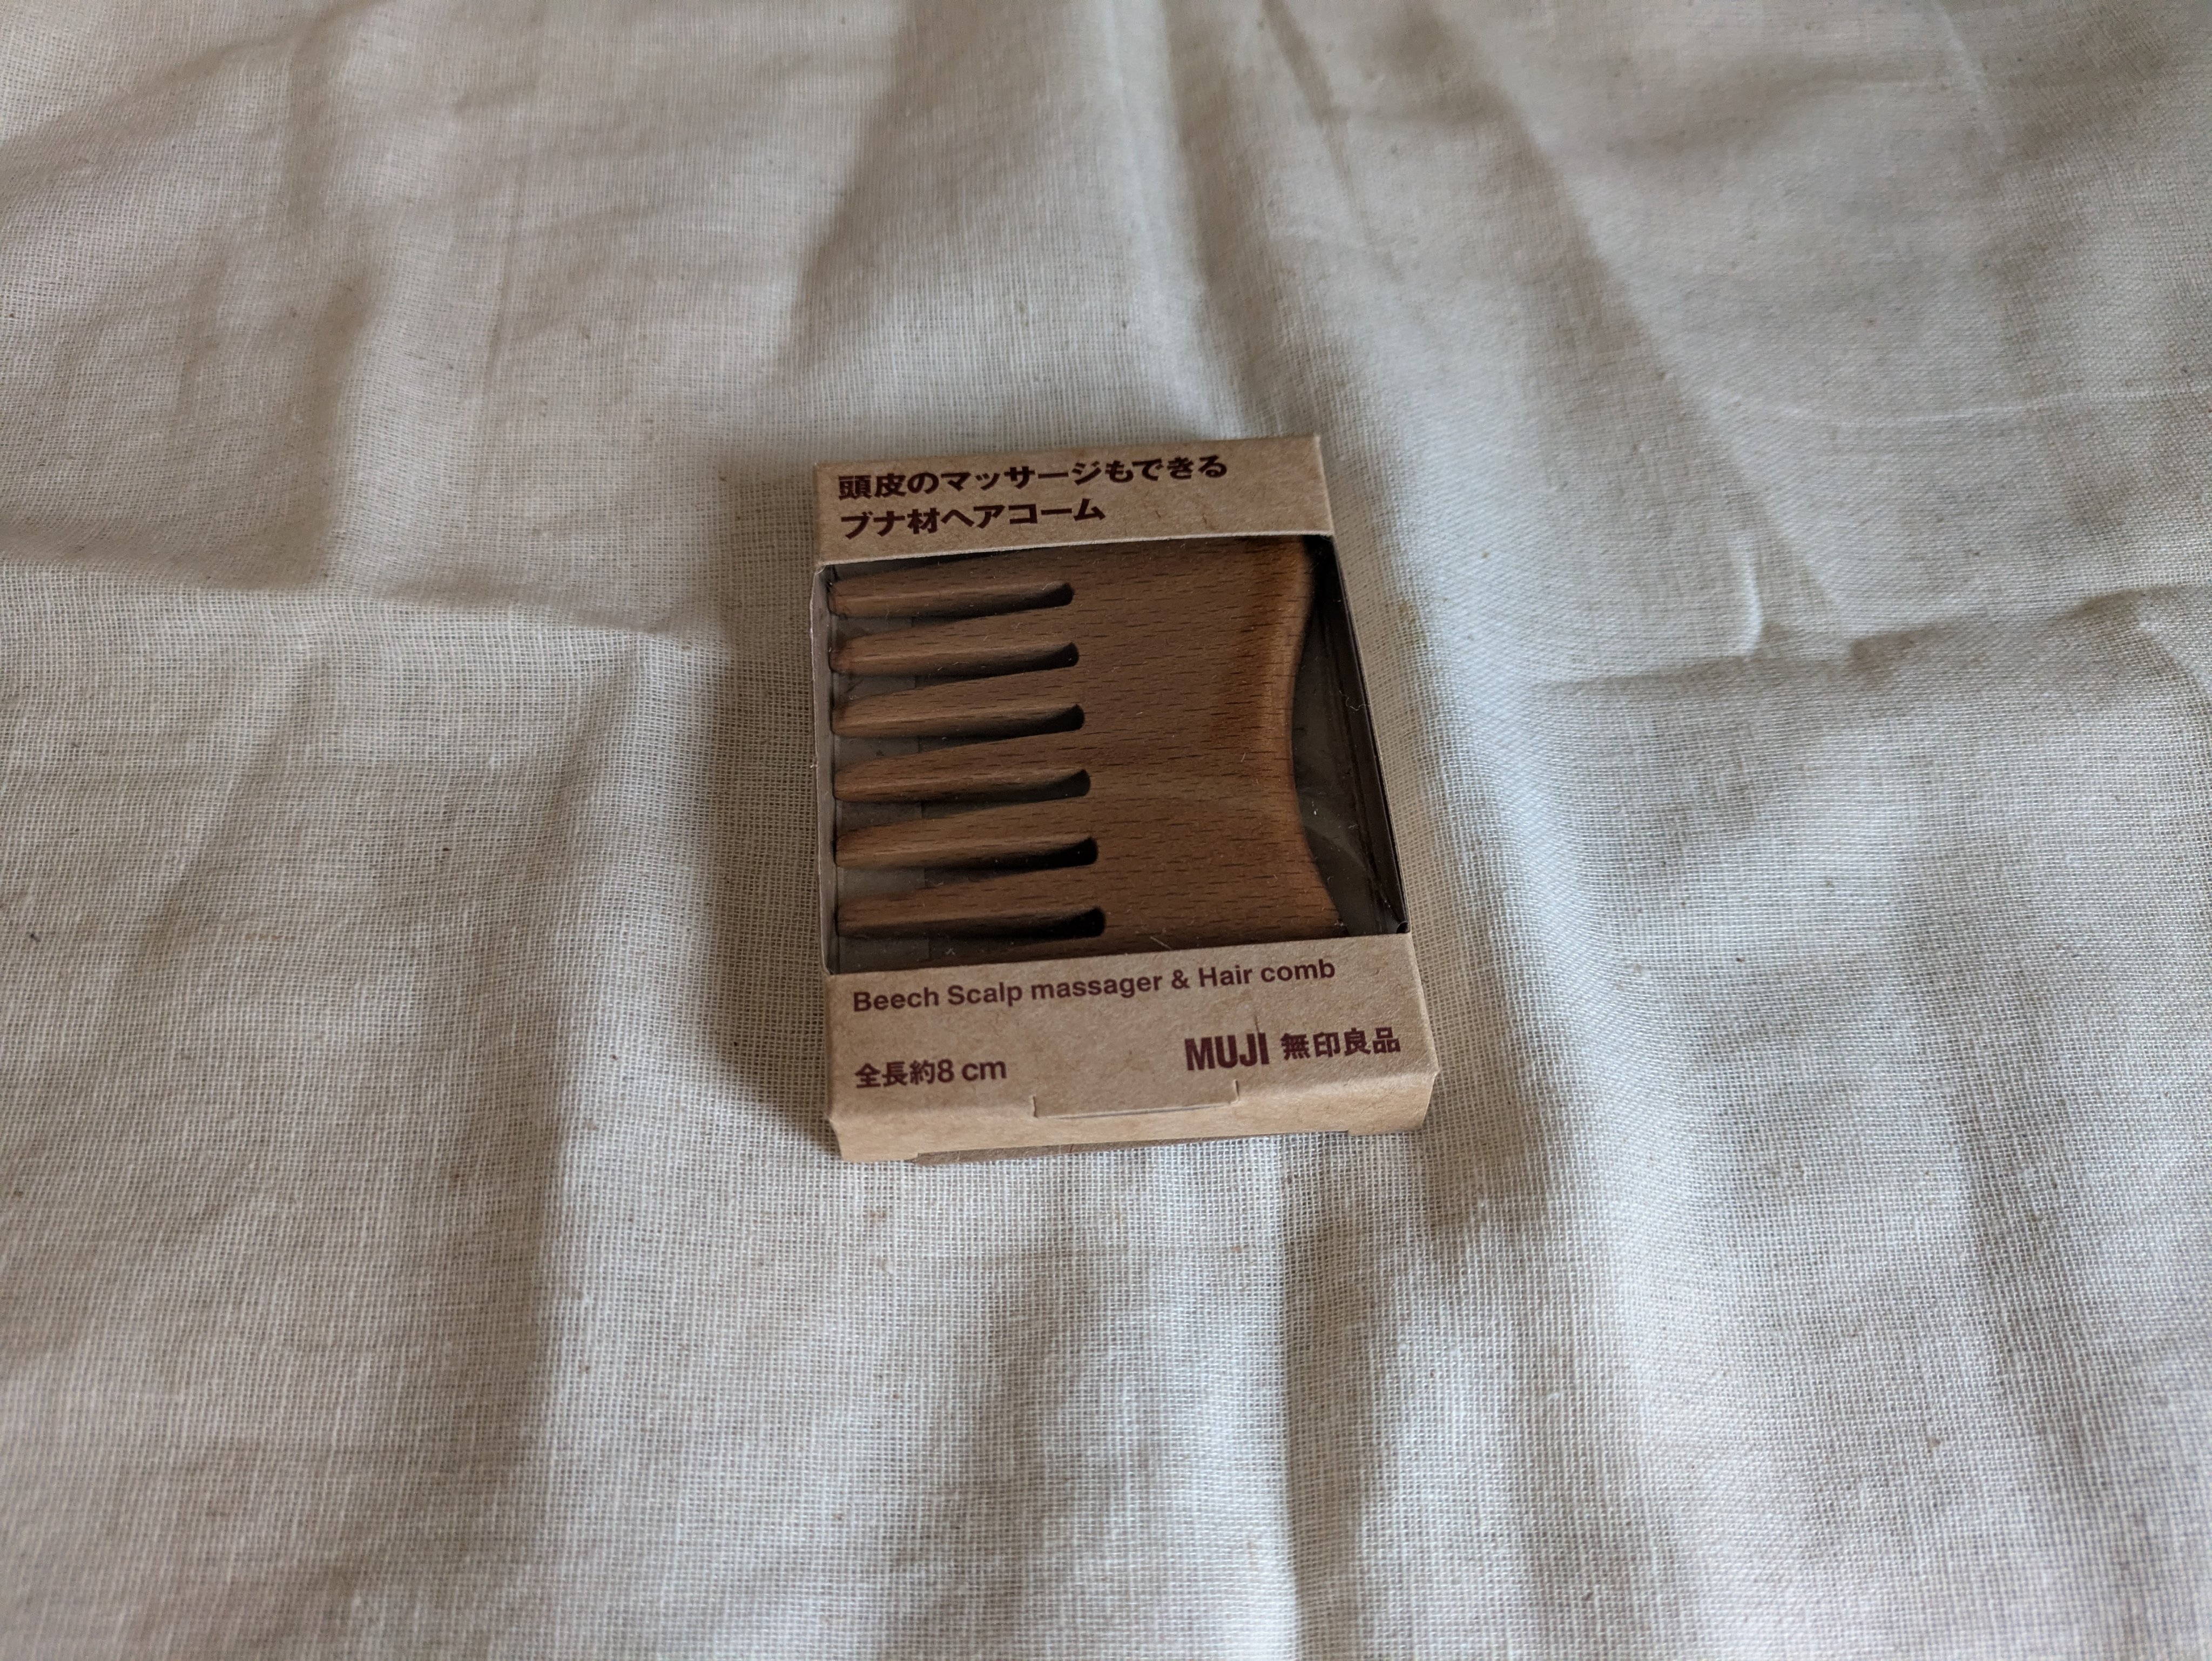 頭皮のマッサージもできる
ブナ材ヘアコーム
Beech Scalp massager & Hair comb
全長約8 cm
MUJI 無印良品